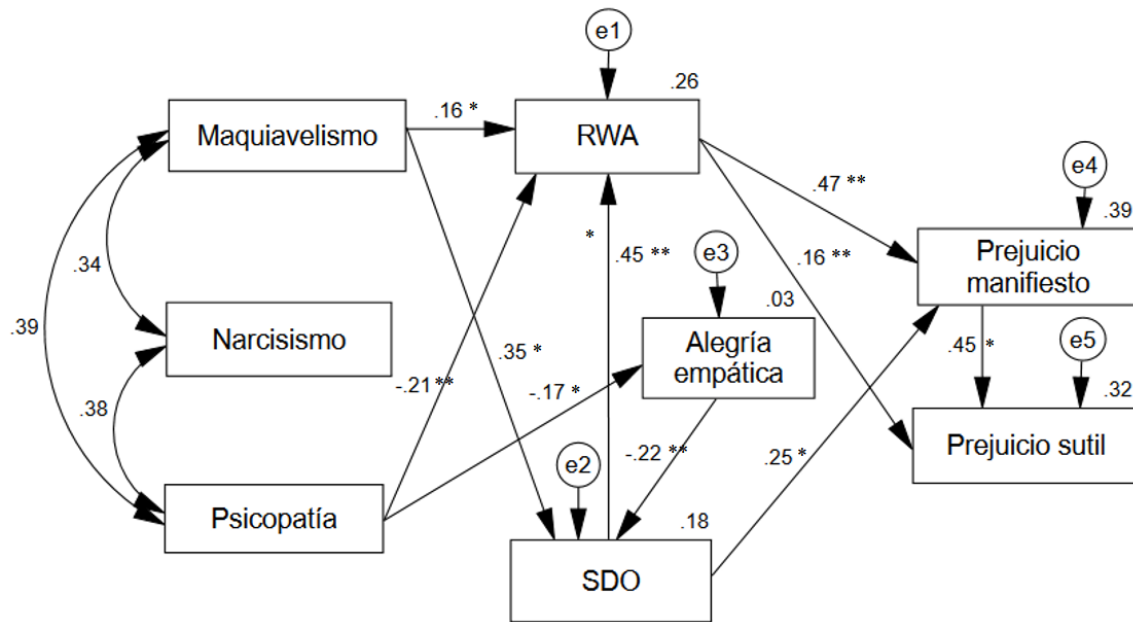 e1
.26
.16 *
Maquiavelismo
RWA
e4
.47 **
.39
*
.45 **
e3
Prejuicio
manifiesto
.34
.16 **
.03
.39
Narcisismo
Alegría
empática
.35 *
.45 *
e5
.38
-.21 **
-.17 *
.32
Prejuicio sutil
e2
-.22 **
.25 *
Psicopatía
.18
SDO